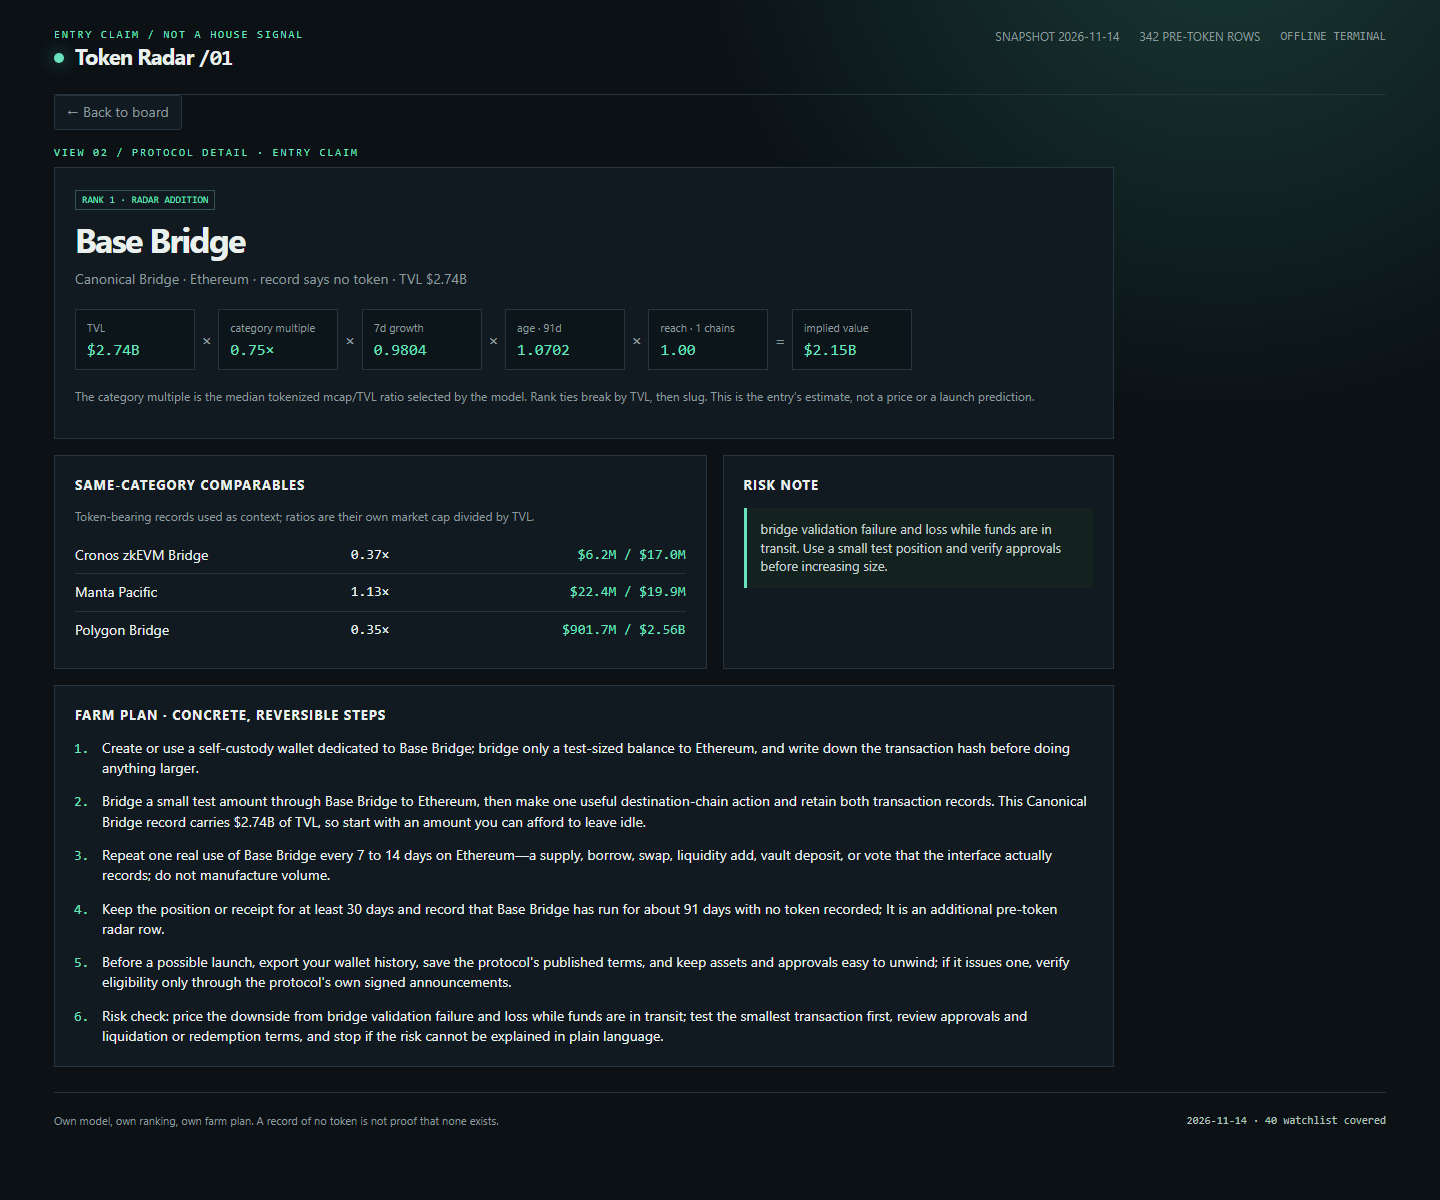 ENTRY CLAIM / NOT A HOUSE SIGNAL
Token Radar /01
SNAPSHOT 2026-11-14
342 PRE-TOKEN ROWS
OFFLINE TERMINAL
← Back to board
VIEW 02 / PROTOCOL DETAIL · ENTRY CLAIM
RANK 1 · RADAR ADDITION
Base Bridge
Canonical Bridge · Ethereum · record says no token · TVL $2.74B
TVL
$2.74B
×
category multiple
0.75×
×
7d growth
0.9804
×
age · 91d
1.0702
×
reach · 1 chains
1.00
=
implied value
$2.15B
The category multiple is the median tokenized mcap/TVL ratio selected by the model. Rank ties break by TVL, then slug. This is the entry's estimate, not a price or a launch prediction.
SAME-CATEGORY COMPARABLES
Token-bearing records used as context; ratios are their own market cap divided by TVL.
Cronos zkEVM Bridge 0.37× $6.2M / $17.0M
Manta Pacific 1.13× $22.4M / $19.9M
Polygon Bridge 0.35× $901.7M / $2.56B
RISK NOTE
bridge validation failure and loss while funds are in
transit. Use a small test position and verify approvals
before increasing size.
FARM PLAN · CONCRETE, REVERSIBLE STEPS
1. Create or use a self-custody wallet dedicated to Base Bridge; bridge only a test-sized balance to Ethereum, and write down the transaction hash before doing
anything larger.
2. Bridge a small test amount through Base Bridge to Ethereum, then make one useful destination-chain action and retain both transaction records. This Canonical
Bridge record carries $2.74B of TVL, so start with an amount you can afford to leave idle.
3. Repeat one real use of Base Bridge every 7 to 14 days on Ethereum—a supply, borrow, swap, liquidity add, vault deposit, or vote that the interface actually
records; do not manufacture volume.
4. Keep the position or receipt for at least 30 days and record that Base Bridge has run for about 91 days with no token recorded; It is an additional pre-token
radar row.
5. Before a possible launch, export your wallet history, save the protocol's published terms, and keep assets and approvals easy to unwind; if it issues one, verify
eligibility only through the protocol's own signed announcements.
6. Risk check: price the downside from bridge validation failure and loss while funds are in transit; test the smallest transaction first, review approvals and
liquidation or redemption terms, and stop if the risk cannot be explained in plain language.
Own model, own ranking, own farm plan. A record of no token is not proof that none exists.
2026-11-14 · 40 watchlist covered